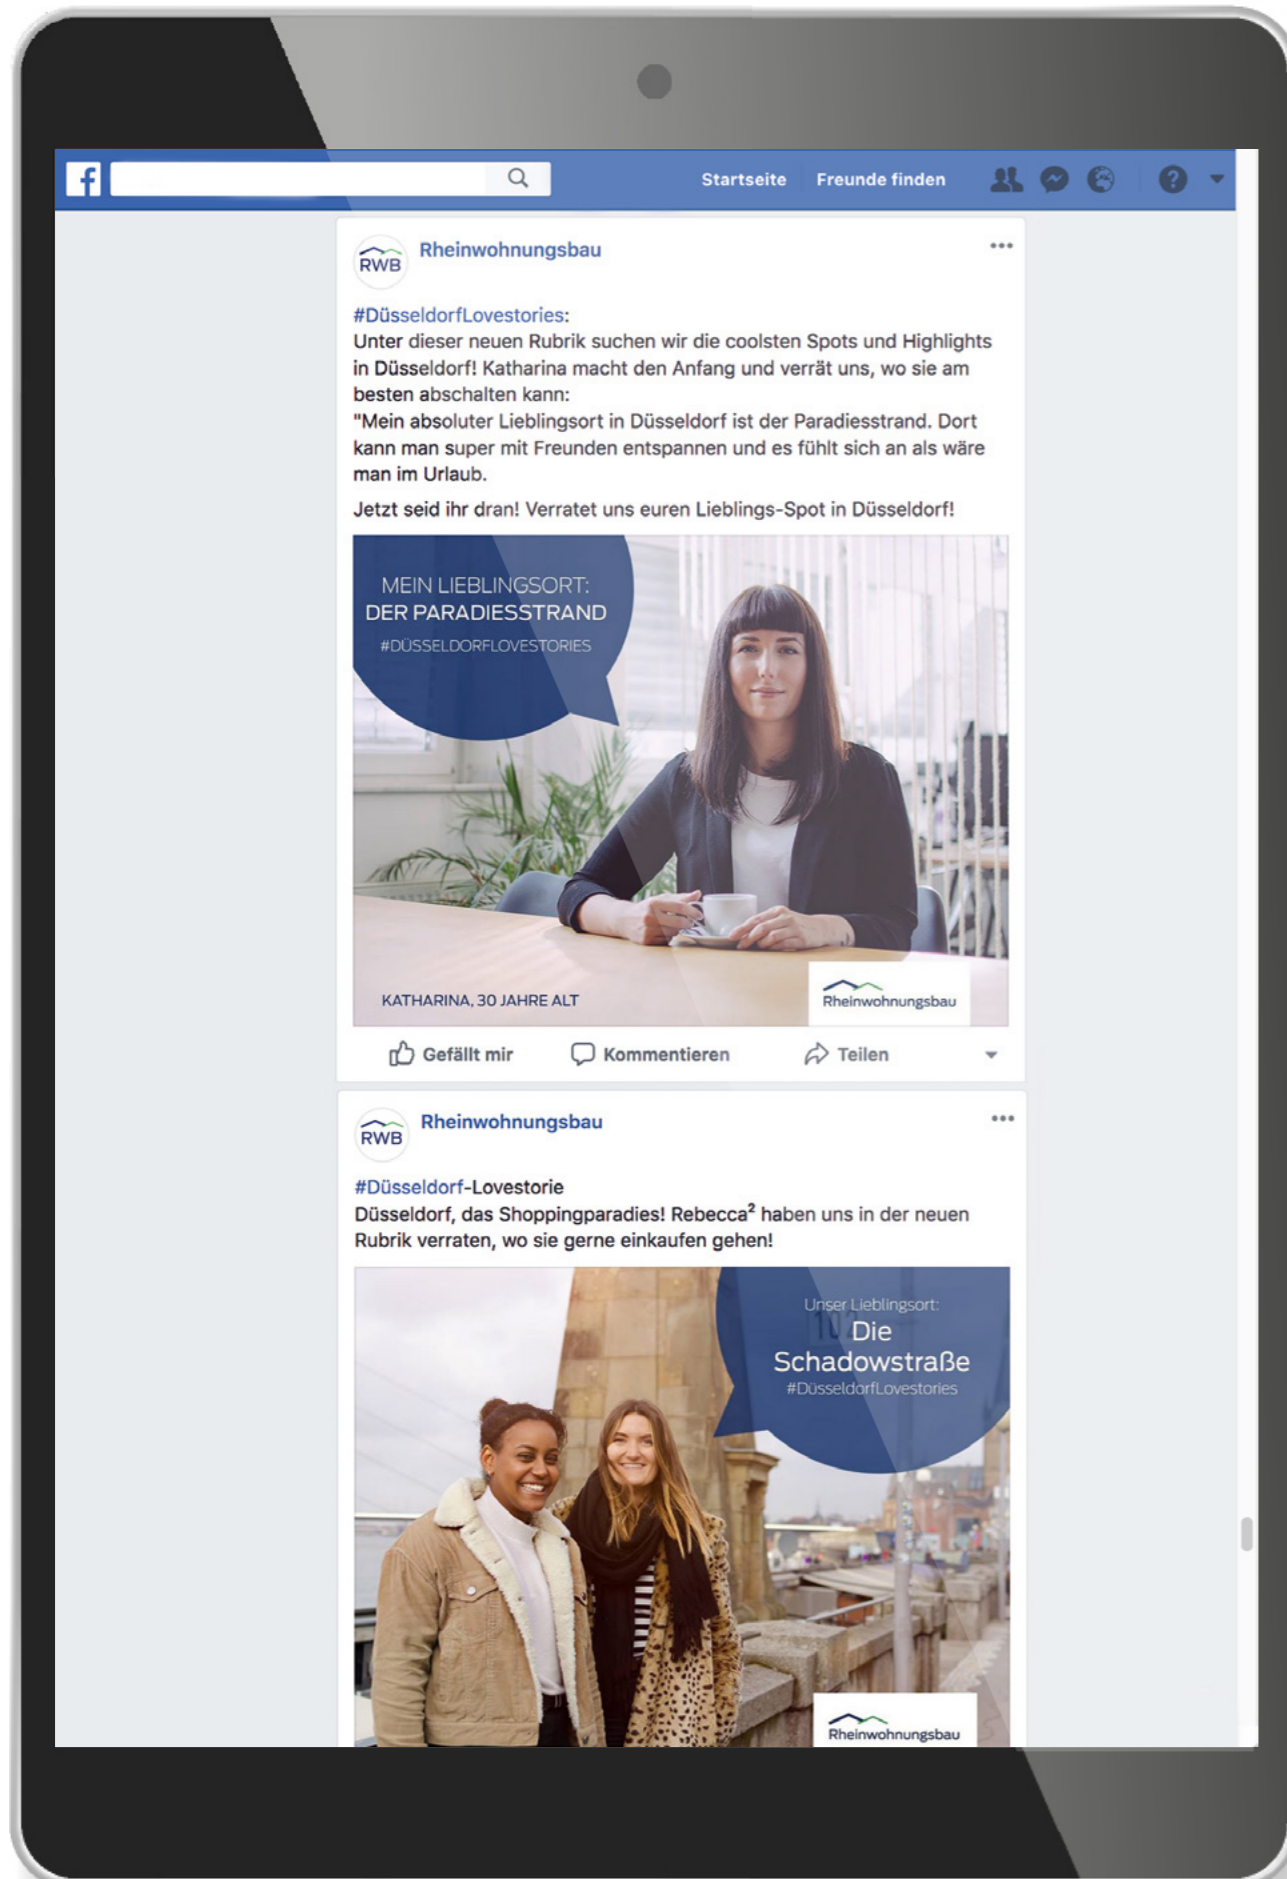 f
Startseite Freunde finden
RWB
Rheinwohnungsbau
#DüsseldorfLovestories:
Unter dieser neuen Rubrik suchen wir die coolsten Spots und Highlights
in Düsseldorf! Katharina macht den Anfang und verrät uns, wo sie am
besten abschalten kann:
"Mein absoluter Lieblingsort in Düsseldorf ist der Paradiesstrand. Dort
kann man super mit Freunden entspannen und es fühlt sich an als wäre
man im Urlaub.
Jetzt seid ihr dran! Verratet uns euren Lieblings-Spot in Düsseldorf!
MEIN LIEBLINGSORT:
DER PARADIESSTRAND
#DÜSSELDORFLOVESTORIES
KATHARINA, 30 JAHRE ALT
Rheinwohnungsbau
Gefällt mir Kommentieren Teilen
RWB
Rheinwohnungsbau
#Düsseldorf-Lovestorie
Düsseldorf, das Shoppingparadies! Rebecca² haben uns in der neuen
Rubrik verraten, wo sie gerne einkaufen gehen!
Unser Lieblingsort:
Die
Schadowstraße
#DüsseldorfLovestories
Rheinwohnungsbau